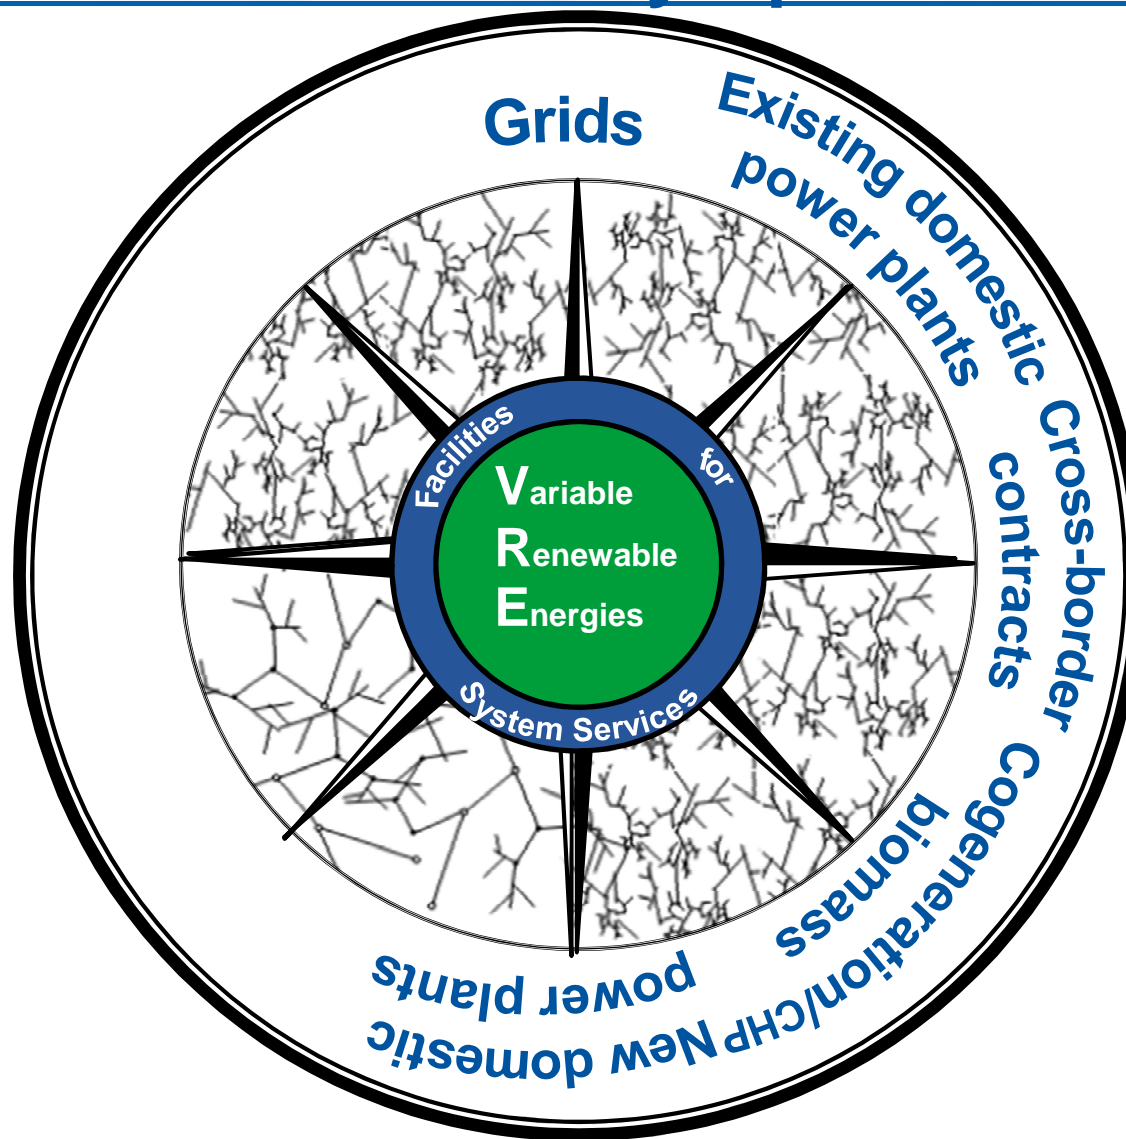 Grids
Existing domestic
power plants
Cross-border
contracts
Cogeneration/CHP
biomass
New domestic
power plants
Facilities for
System Services
Variable
Renewable
Energies